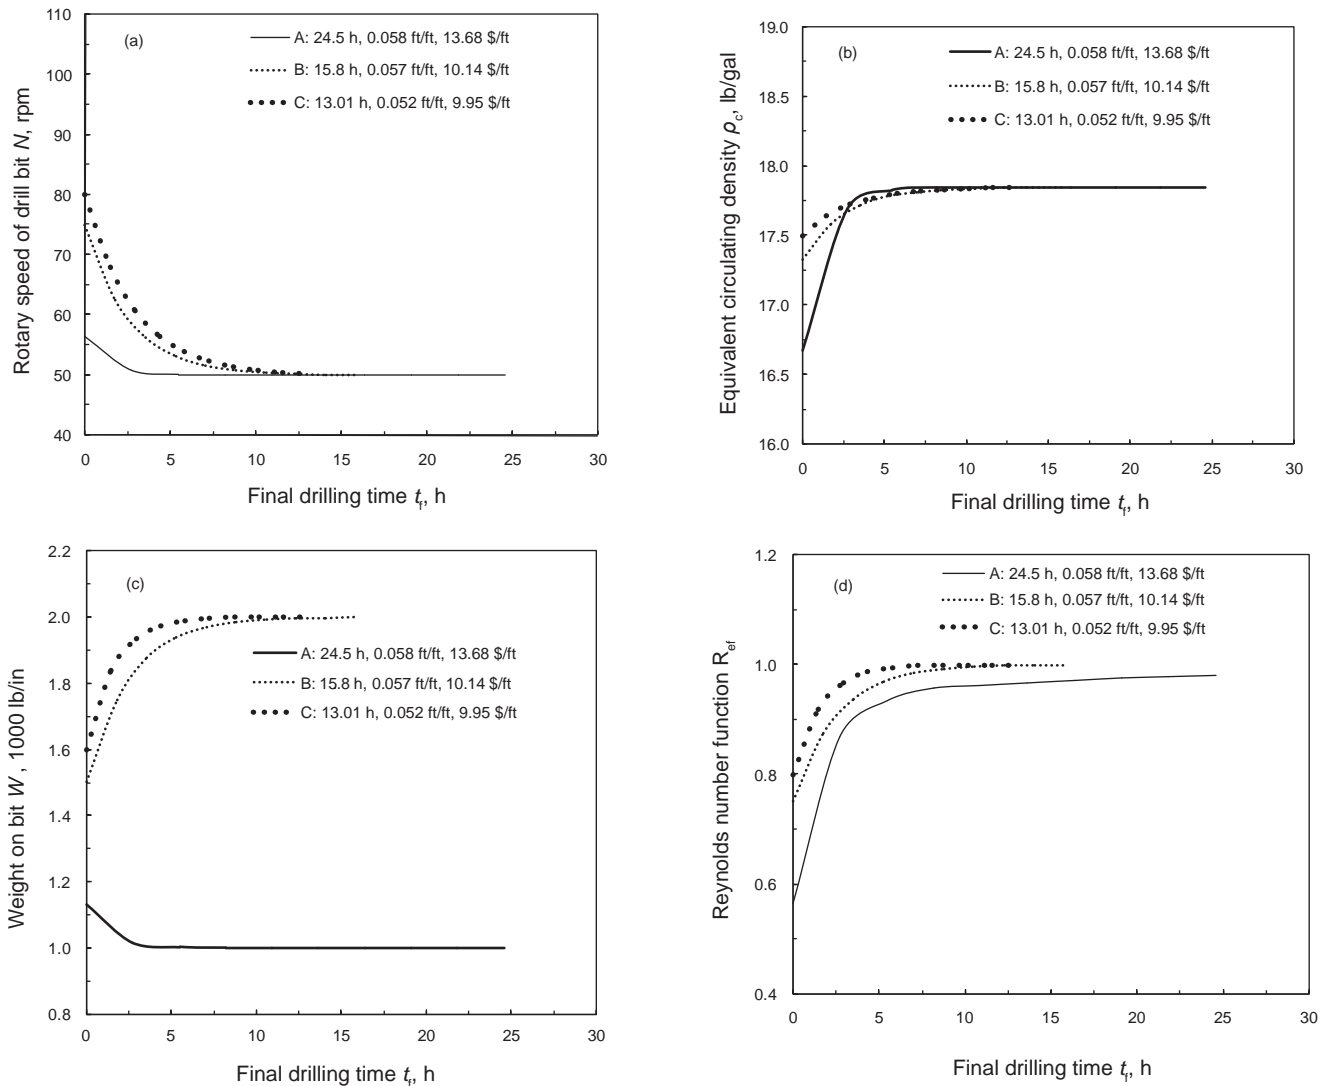 (a)
A: 24.5 h, 0.058 ft/ft, 13.68 $/ft
B: 15.8 h, 0.057 ft/ft, 10.14 $/ft
C: 13.01 h, 0.052 ft/ft, 9.95 $/ft
Rotary speed of drill bit N, rpm
110
100
90
80
70
60
50
40
0 5 10 15 20 25 30
Final drilling time tf, h
(b)
A: 24.5 h, 0.058 ft/ft, 13.68 $/ft
B: 15.8 h, 0.057 ft/ft, 10.14 $/ft
C: 13.01 h, 0.052 ft/ft, 9.95 $/ft
Equivalent circulating density ρc, lb/gal
19.0
18.5
18.0
17.5
17.0
16.5
16.0
0 5 10 15 20 25 30
Final drilling time tf, h
(c)
A: 24.5 h, 0.058 ft/ft, 13.68 $/ft
B: 15.8 h, 0.057 ft/ft, 10.14 $/ft
C: 13.01 h, 0.052 ft/ft, 9.95 $/ft
Weight on bit W, 1000 lb/in
2.2
2.0
1.8
1.6
1.4
1.2
1.0
0.8
0 5 10 15 20 25 30
Final drilling time tf, h
(d)
A: 24.5 h, 0.058 ft/ft, 13.68 $/ft
B: 15.8 h, 0.057 ft/ft, 10.14 $/ft
C: 13.01 h, 0.052 ft/ft, 9.95 $/ft
Reynolds number function Ref
1.2
1.0
0.8
0.6
0.4
0 5 10 15 20 25 30
Final drilling time tf, h